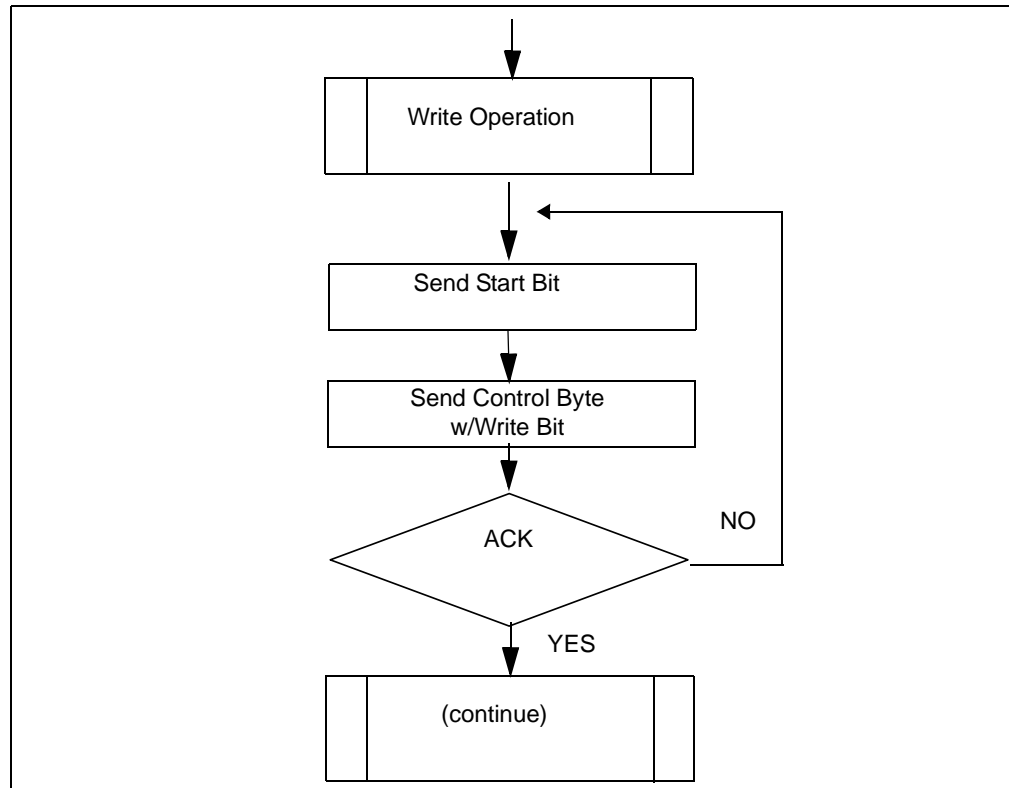 Write Operation
Send Start Bit
Send Control Byte
w/Write Bit
ACK
NO
YES
(continue)